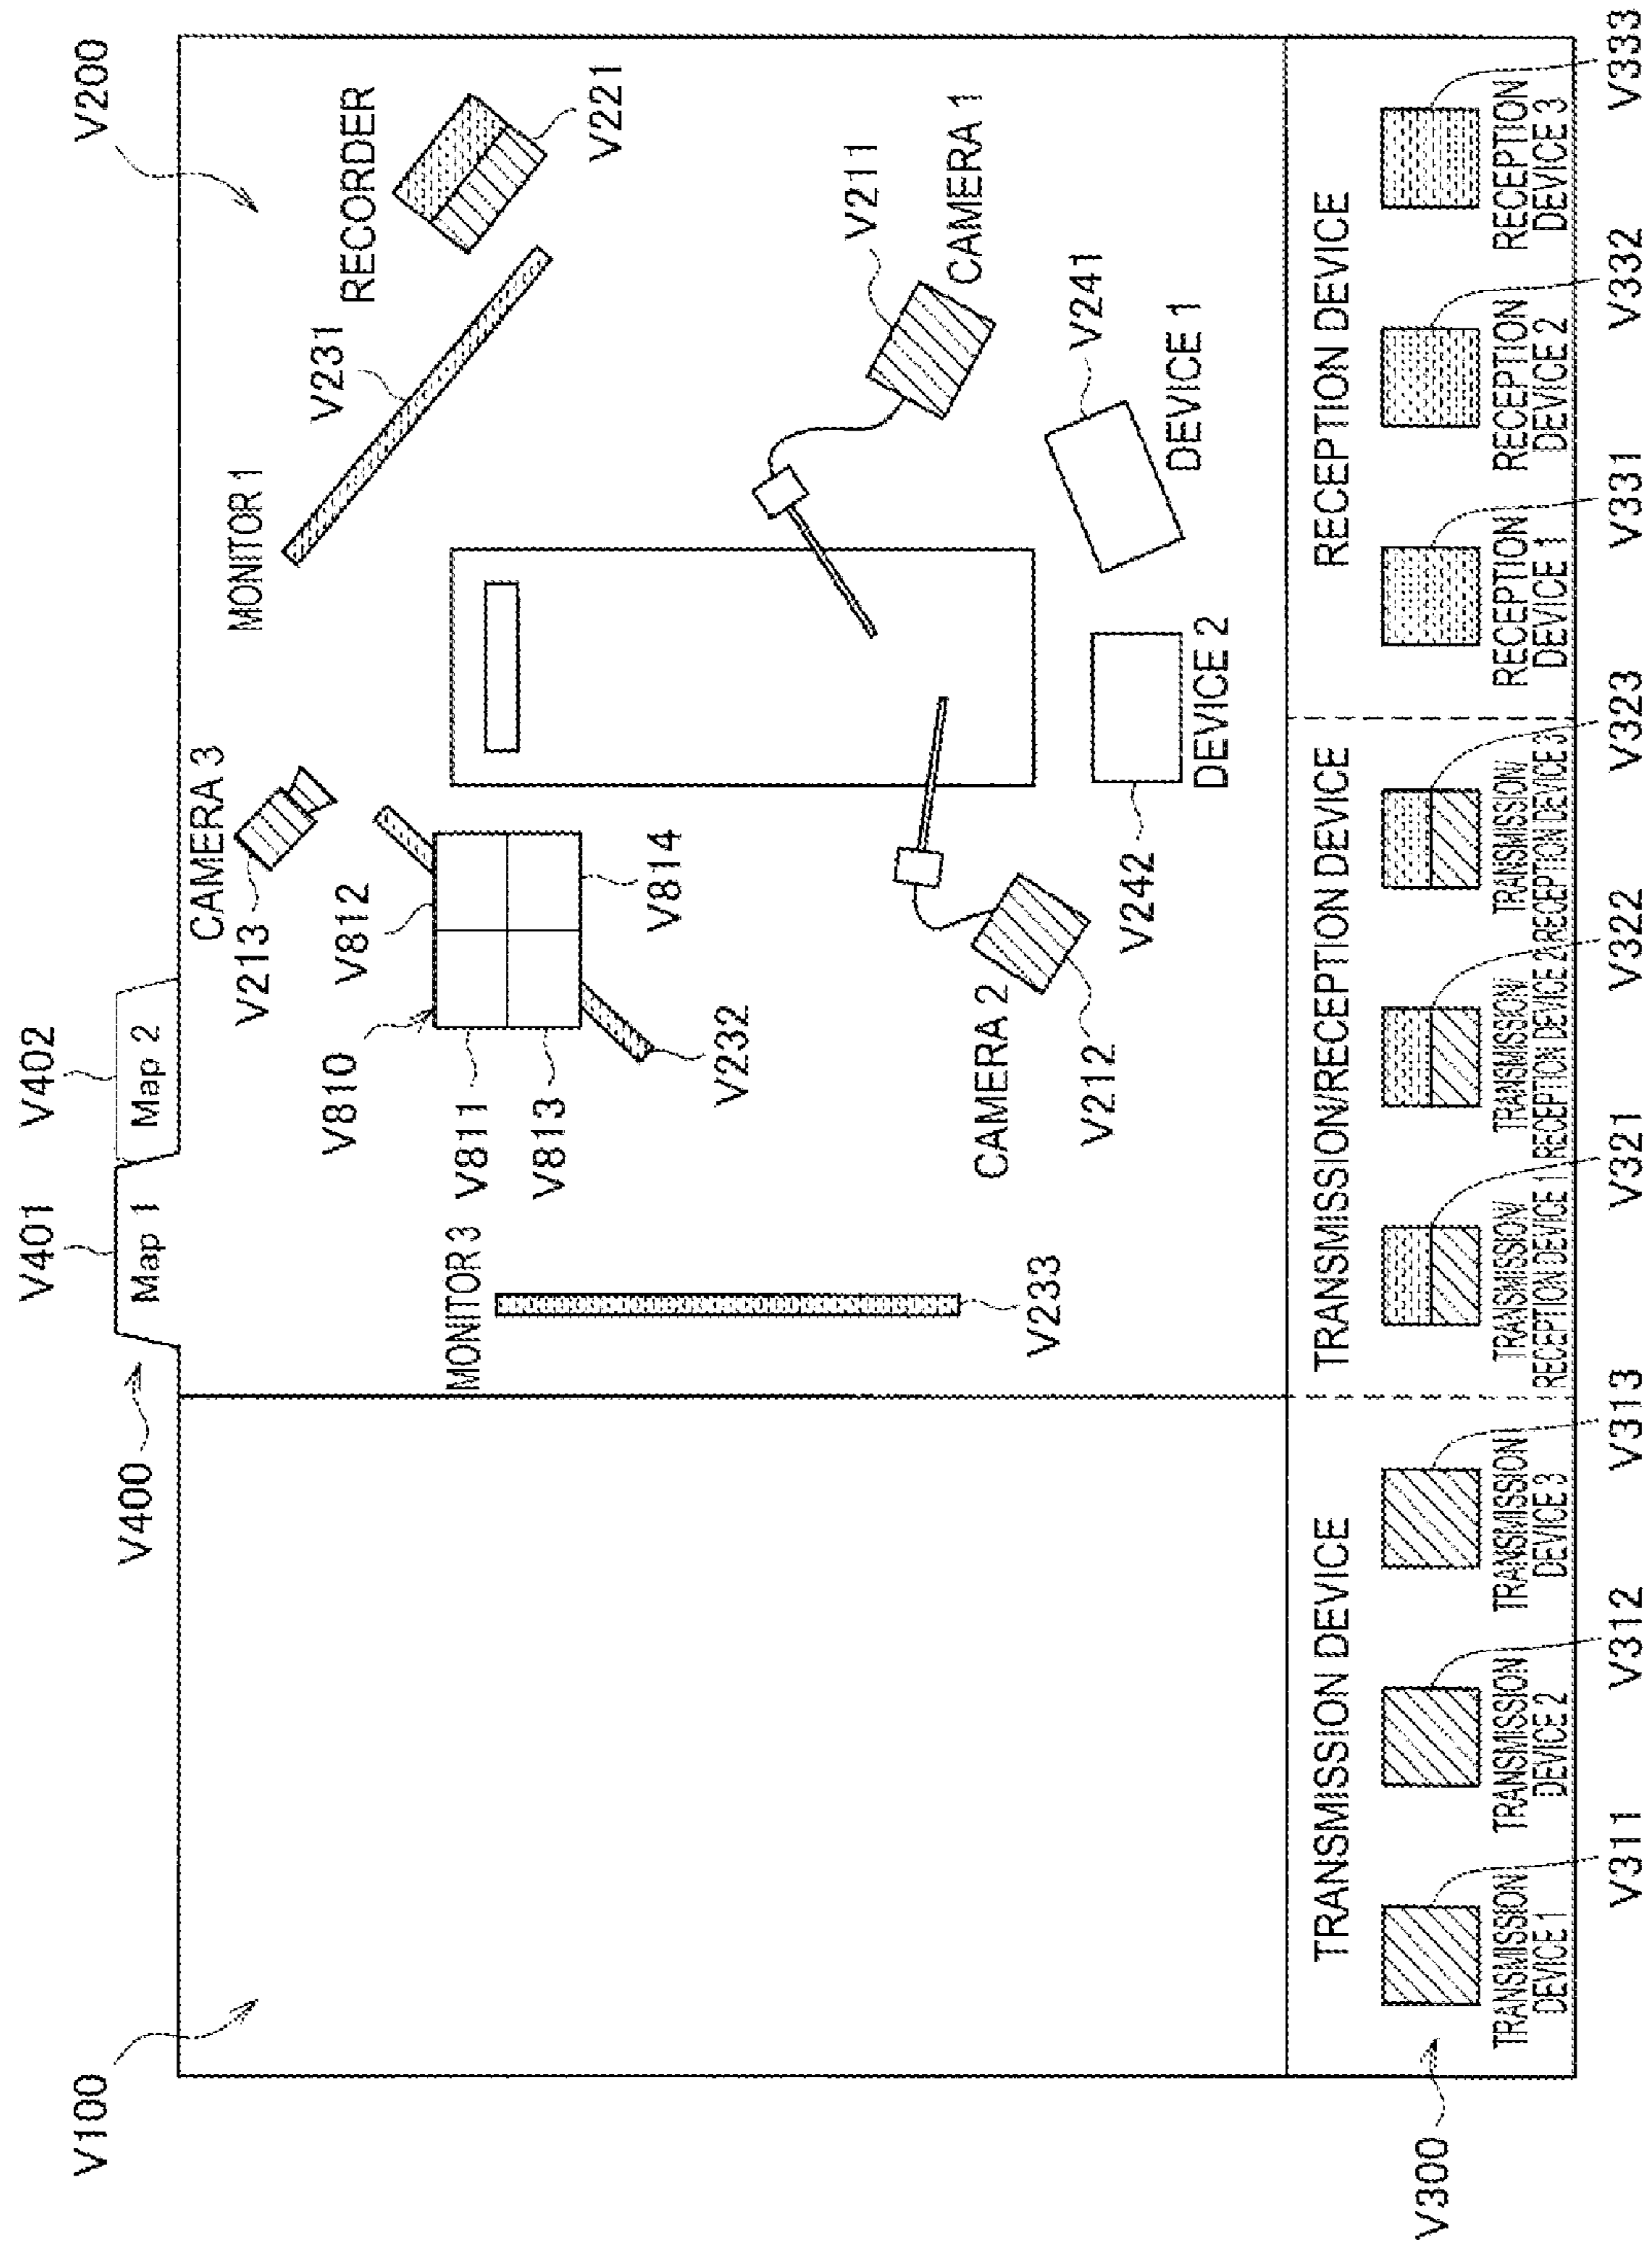 V401
V402
V400
Map 1
Map 2
V100
V200
CAMERA 3
V213
MONITOR 1
V231
RECORDER
V221
V810
V812
V811
V813
V814
V232
MONITOR 3
V233
V211
CAMERA 1
CAMERA 2
V212
V241
DEVICE 1
V242
DEVICE 2
TRANSMISSION DEVICE
TRANSMISSION/RECEPTION DEVICE
RECEPTION DEVICE
TRANSMISSION
DEVICE 1
TRANSMISSION
DEVICE 2
TRANSMISSION
DEVICE 3
TRANSMISSION/
RECEPTION DEVICE 1
TRANSMISSION/
RECEPTION DEVICE 2
TRANSMISSION/
RECEPTION DEVICE 3
RECEPTION
DEVICE 1
RECEPTION
DEVICE 2
RECEPTION
DEVICE 3
V300
V311
V312
V313
V321
V322
V323
V331
V332
V333